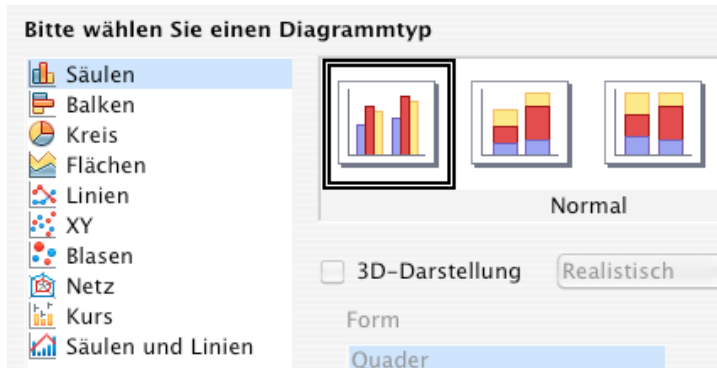 Bitte wählen Sie einen Diagrammtyp
Säulen
Balken
Kreis
Flächen
Linien
XY
Blasen
Netz
Kurs
Säulen und Linien
Normal
3D-Darstellung
Realistisch
Form
Quader